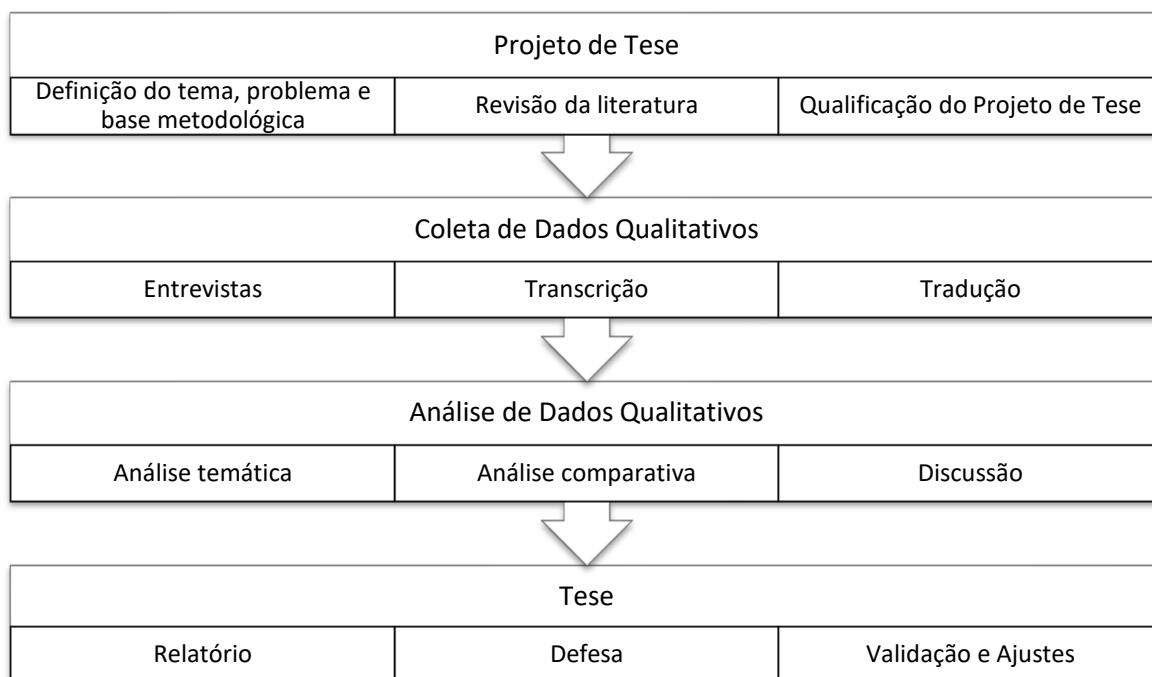 Projeto de Tese
Definição do tema, problema e
base metodológica
Revisão da literatura
Qualificação do Projeto de Tese
Coleta de Dados Qualitativos
Entrevistas
Transcrição
Tradução
Análise de Dados Qualitativos
Análise temática
Análise comparativa
Discussão
Tese
Relatório
Defesa
Validação e Ajustes